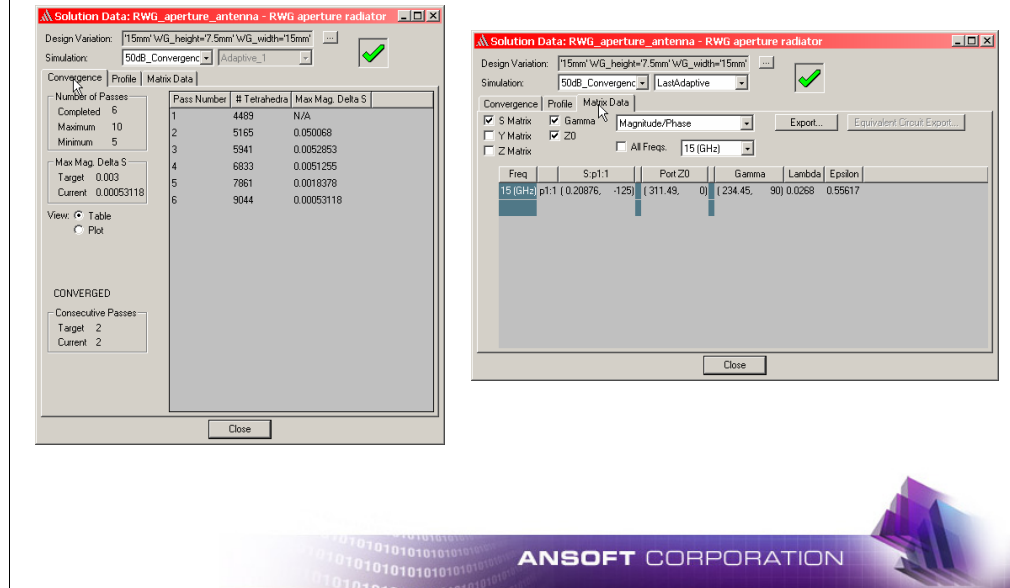 Solution Data: RWG_aperture_antenna - RWG aperture radiator
Design Variation: '15mm' WG_height='7.5mm' WG_width='15mm' ...
Simulation: 50dB_Convergenc Adaptive_1
Convergence Profile Matrix Data
Number of Passes
Completed 6
Maximum 10
Minimum 5
Max Mag. Delta S
Target 0.003
Current 0.00053118
View: Table
Plot
CONVERGED
Consecutive Passes
Target 2
Current 2
Pass Number # Tetrahedra Max Mag. Delta S
1 4489 N/A
2 5165 0.050068
3 5941 0.0052853
4 6833 0.0051255
5 7861 0.0018378
6 9044 0.00053118
Close
Solution Data: RWG_aperture_antenna - RWG aperture radiator
Design Variation: '15mm' WG_height='7.5mm' WG_width='15mm' ...
Simulation: 50dB_Convergenc LastAdaptive
Convergence Profile Matrix Data
S Matrix Gamma Magnitude/Phase Export... Equivalent Circuit Export...
Y Matrix Z0
Z Matrix All Freqs. 15 (GHz)
Freq S:p1:1 Port Z0 Gamma Lambda Epsilon
15 (GHz) p1:1 ( 0.20876, -125) ( 311.49, 0) ( 234.45, 90) 0.0268 0.55617
Close
ANSOFT CORPORATION